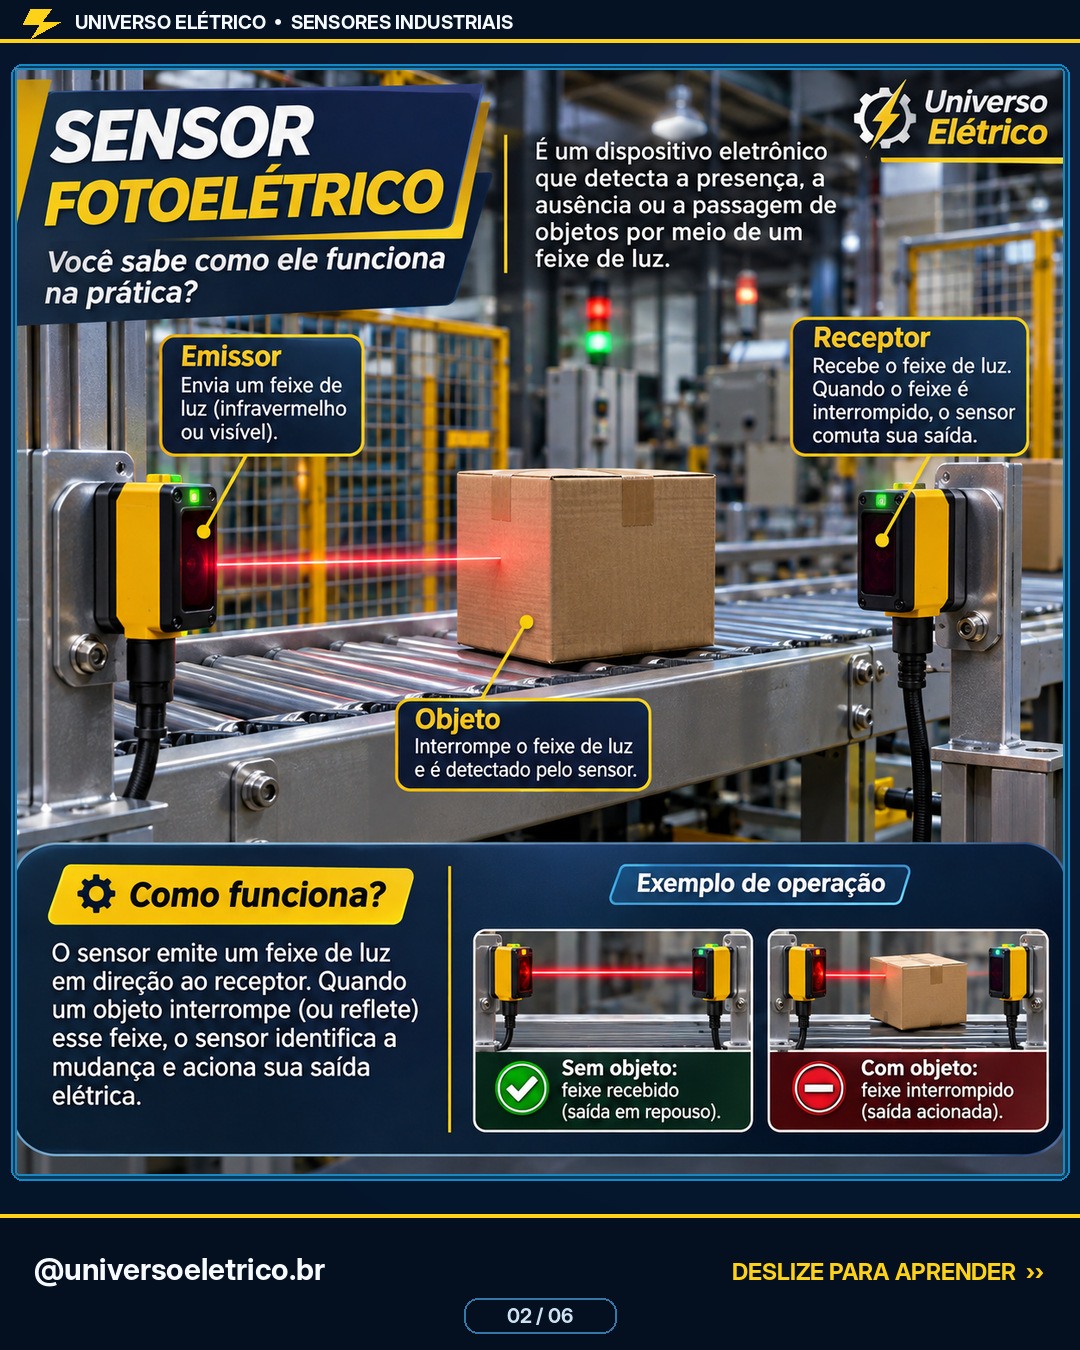 UNIVERSO ELÉTRICO • SENSORES INDUSTRIAIS
SENSOR
FOTOELÉTRICO
Você sabe como ele funciona
na prática?
É um dispositivo eletrônico
que detecta a presença, a
ausência ou a passagem de
objetos por meio de um
feixe de luz.
Universo
Elétrico
Emissor
Envia um feixe de
luz (infravermelho
ou visível).
Receptor
Recebe o feixe de luz.
Quando o feixe é
interrompido, o sensor
comuta sua saída.
Objeto
Interrompe o feixe de luz
e é detectado pelo sensor.
Como funciona?
O sensor emite um feixe de luz
em direção ao receptor. Quando
um objeto interrompe (ou reflete)
esse feixe, o sensor identifica a
mudança e aciona sua saída
elétrica.
Exemplo de operação
Sem objeto:
feixe recebido
(saída em repouso).
Com objeto:
feixe interrompido
(saída acionada).
@universoeletrico.br
DESLIZE PARA APRENDER ››
02 / 06